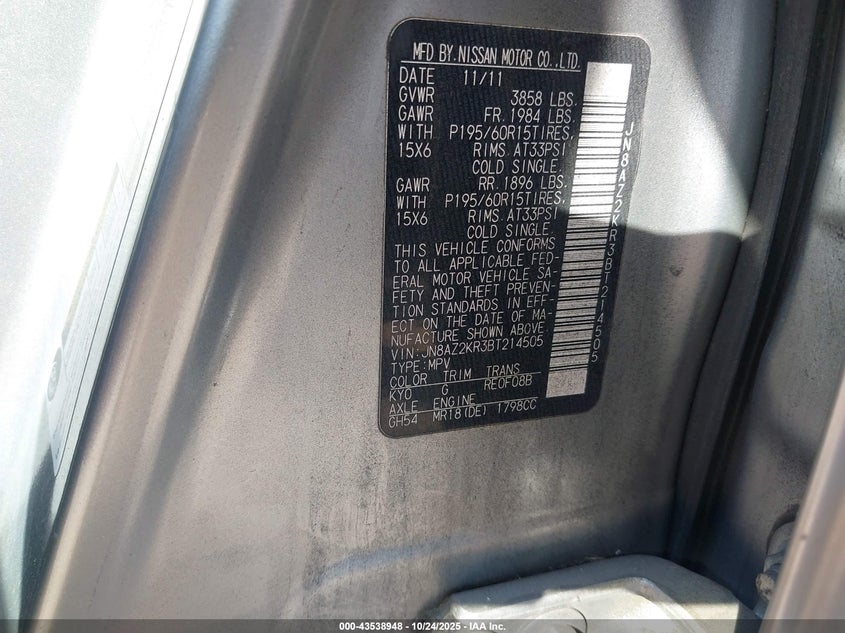 MFD BY.NISSAN MOTOR CO.,LTD.
DATE 11/11
GVWR 3858 LBS.
GAWR FR. 1984 LBS.
WITH P195/60R15TIRES,
15X6 RIMS. AT33PSI
COLD SINGLE.
GAWR RR. 1896 LBS.
WITH P195/60R15TIRES,
15X6 RIMS. AT33PSI
COLD SINGLE.
THIS VEHICLE CONFORMS
TO ALL APPLICABLE FED-
ERAL MOTOR VEHICLE SA-
FETY AND THEFT PREVEN-
TION STANDARDS IN EFF-
ECT ON THE DATE OF MA-
NUFACTURE SHOWN ABOVE.
VIN:JN8AZ2KR3BT214505
TYPE:MPV
COLOR TRIM TRANS
KY0 G RE0F08B
AXLE ENGINE
GH54 MR18(DE) 1798CC
JN8AZ2KR3BT214505
000-43538948 - 10/24/2025 - IAA Inc.